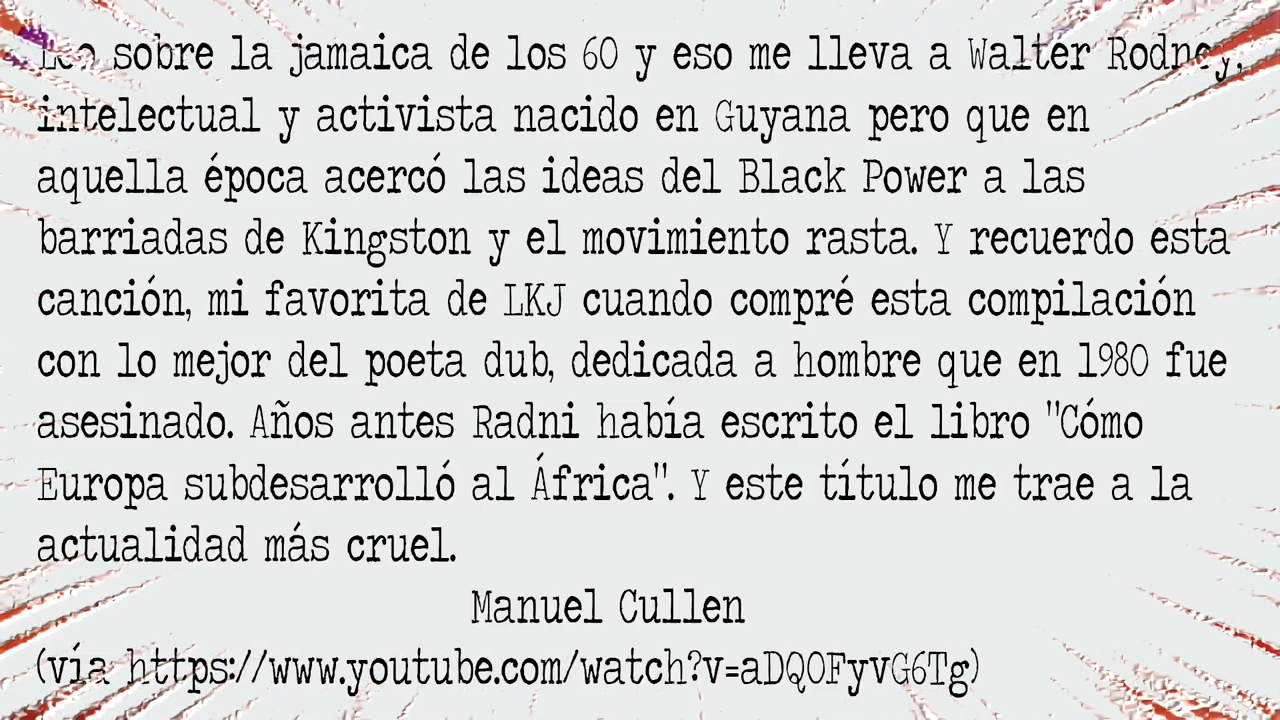 Leo sobre la jamaica de los 60 y eso me lleva a Walter Rodney,
intelectual y activista nacido en Guyana pero que en
aquella época acercó las ideas del Black Power a las
barriadas de Kingston y el movimiento rasta. Y recuerdo esta
canción, mi favorita de LKJ cuando compré esta compilación
con lo mejor del poeta dub, dedicada a hombre que en 1980 fue
asesinado. Años antes Radni había escrito el libro "Cómo
Europa subdesarrolló al África". Y este título me trae a la
actualidad más cruel.
Manuel Cullen
(vía https://www.youtube.com/watch?v=aDQOFyvG6Tg)